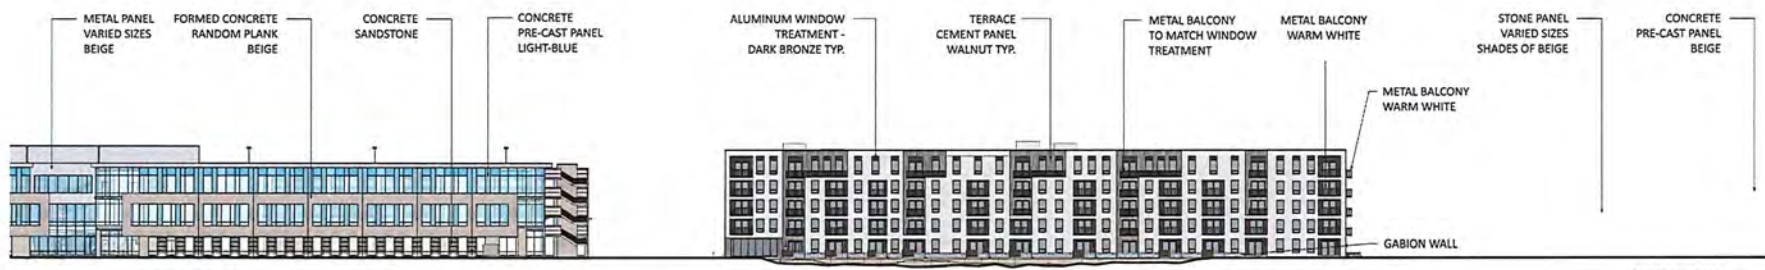 METAL PANEL
VARIED SIZES
BEIGE
FORMED CONCRETE
RANDOM PLANK
BEIGE
CONCRETE
SANDSTONE
CONCRETE
PRE-CAST PANEL
LIGHT-BLUE
ALUMINUM WINDOW
TREATMENT -
DARK BRONZE TYP.
TERRACE
CEMENT PANEL
WALNUT TYP.
METAL BALCONY
TO MATCH WINDOW
TREATMENT
METAL BALCONY
WARM WHITE
METAL BALCONY
WARM WHITE
STONE PANEL
VARIED SIZES
SHADES OF BEIGE
CONCRETE
PRE-CAST PANEL
BEIGE
GABION WALL